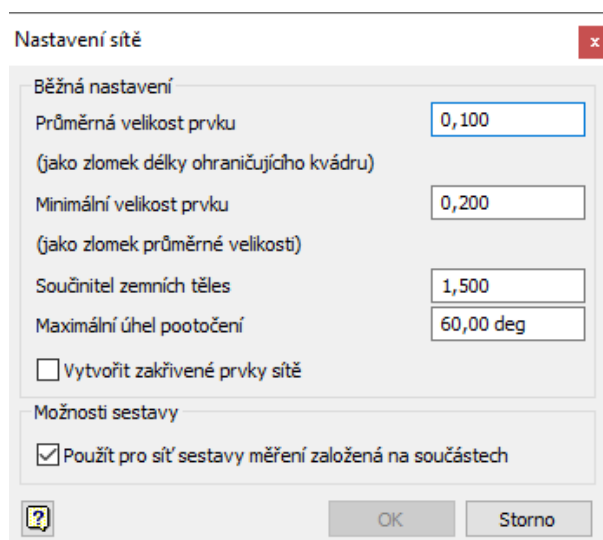 Nastavení sítě
x
Běžná nastavení
Průměrná velikost prvku
0,100
(jako zlomek délky ohraničujícího kvádru)
Minimální velikost prvku
0,200
(jako zlomek průměrné velikosti)
Součinitel zemních těles
1,500
Maximální úhel pootočení
60,00 deg
Vytvořit zakřivené prvky sítě
Možnosti sestavy
Použít pro síť sestavy měření založená na součástech
?
OK
Storno